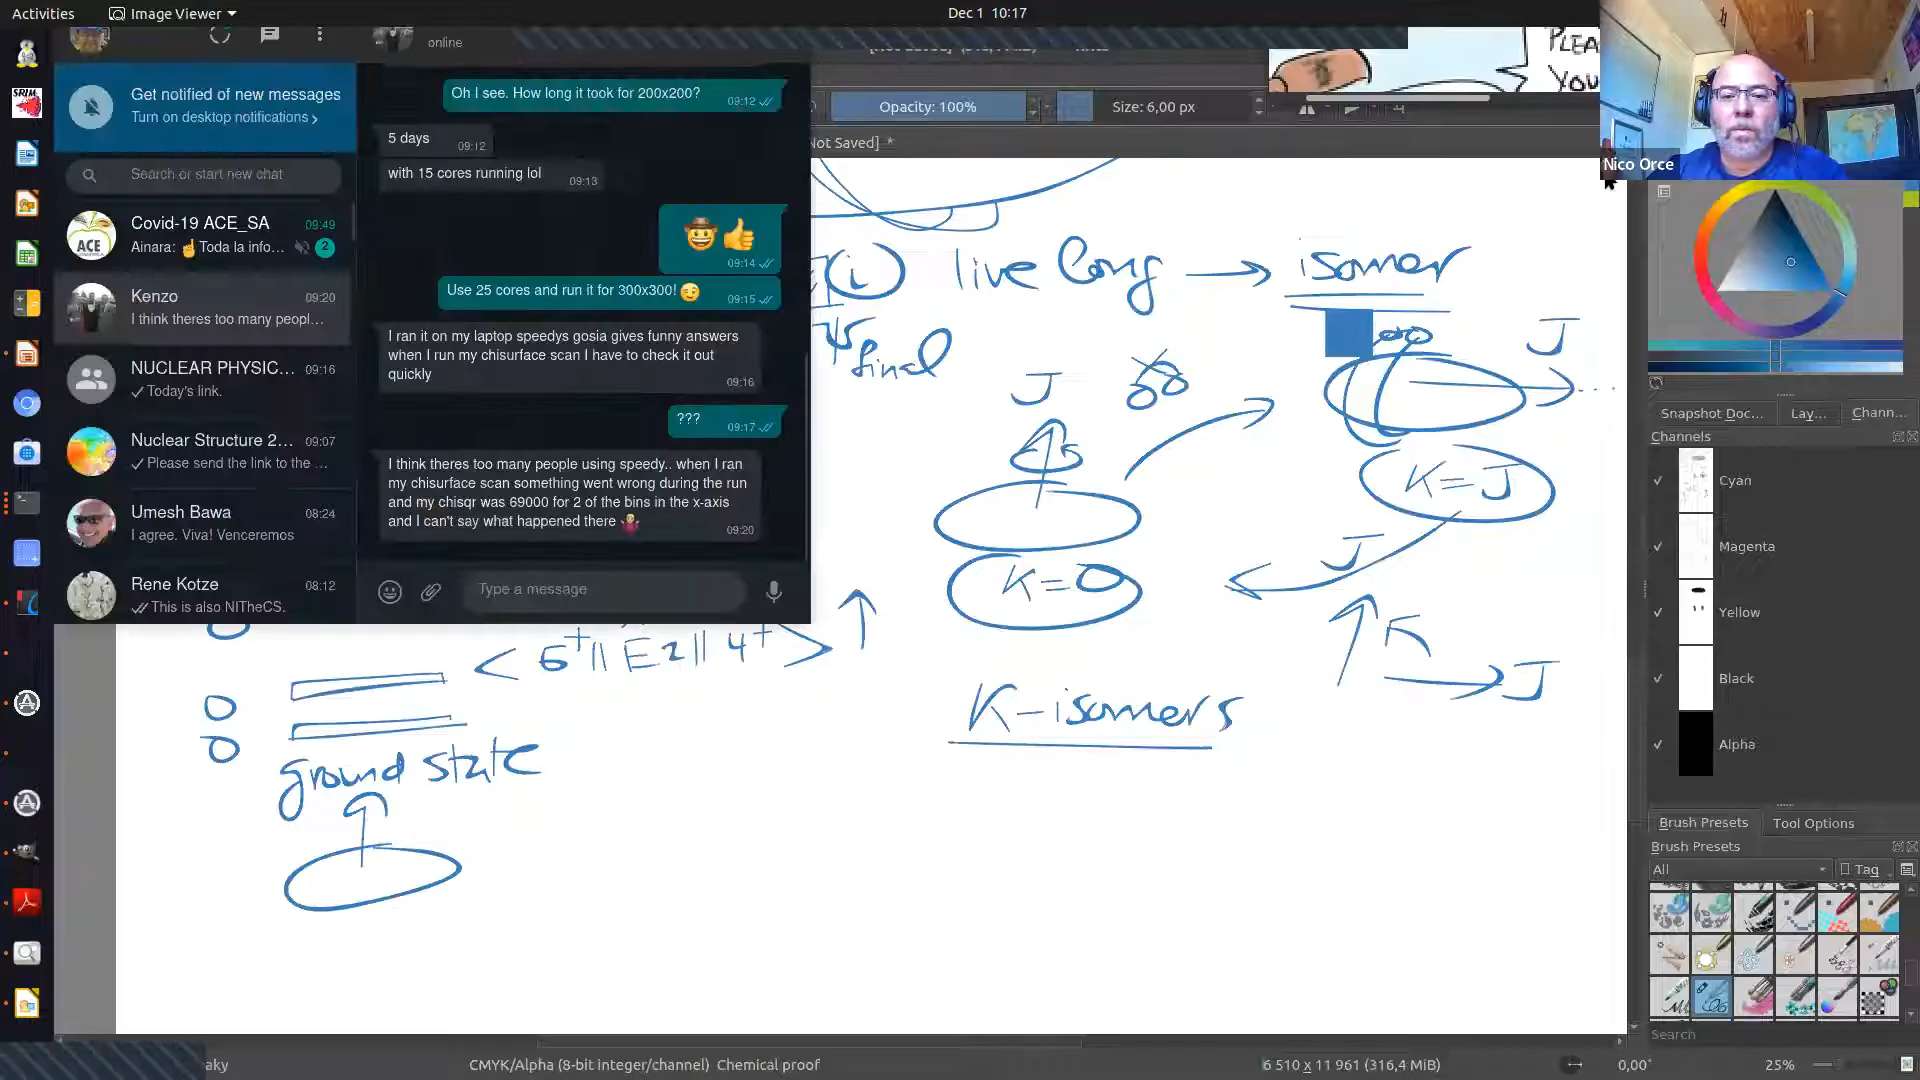 Activities
Image Viewer
Dec 1 10:17
online
Get notified of new messages
Turn on desktop notifications
Search or start new chat
Covid-19 ACE_SA
09:49
Ainara: ☝Toda la info...
2
Kenzo
09:20
I think theres too many peopl...
NUCLEAR PHYSIC...
09:16
Today's link.
Nuclear Structure 2...
09:07
Please send the link to the ...
Umesh Bawa
08:24
I agree. Viva! Venceremos
Rene Kotze
08:12
This is also NITheCS.
ACE
SRIM
Oh I see. How long it took for 200x200?
09:12
5 days
09:12
with 15 cores running lol
09:13
🤠👍
09:14
Use 25 cores and run it for 300x300! 😉
09:15
I ran it on my laptop speedys gosia gives funny answers
when I run my chisurface scan I have to check it out
quickly
09:16
???
09:17
I think theres too many people using speedy.. when I ran
my chisurface scan something went wrong during the run
and my chisqr was 69000 for 2 of the bins in the x-axis
and I can't say what happened there
09:20
Type a message
Opacity: 100%
Size: 6,00 px
Not Saved] *
PLEA
YOU
Nico Orce
live long → isomer
final
J
J
K=J
K=0
J
K
J
K-isomers
< 6+ || E2 || 4+ >
ground state
Snapshot Doc...
Lay...
Chann...
Channels
Cyan
Magenta
Yellow
Black
Alpha
Brush Presets
Tool Options
Brush Presets
All
Tag
Search
aky
CMYK/Alpha (8-bit integer/channel) Chemical proof
6 510 x 11 961 (316,4 MiB)
0,00°
25%